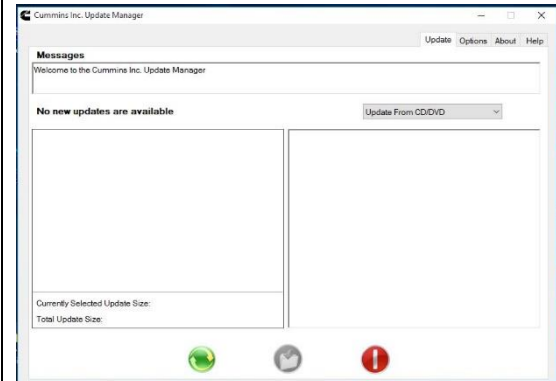 Cummins Inc. Update Manager
Update Options About Help
Messages
Welcome to the Cummins Inc. Update Manager
No new updates are available
Update From CD/DVD
Currently Selected Update Size:
Total Update Size: